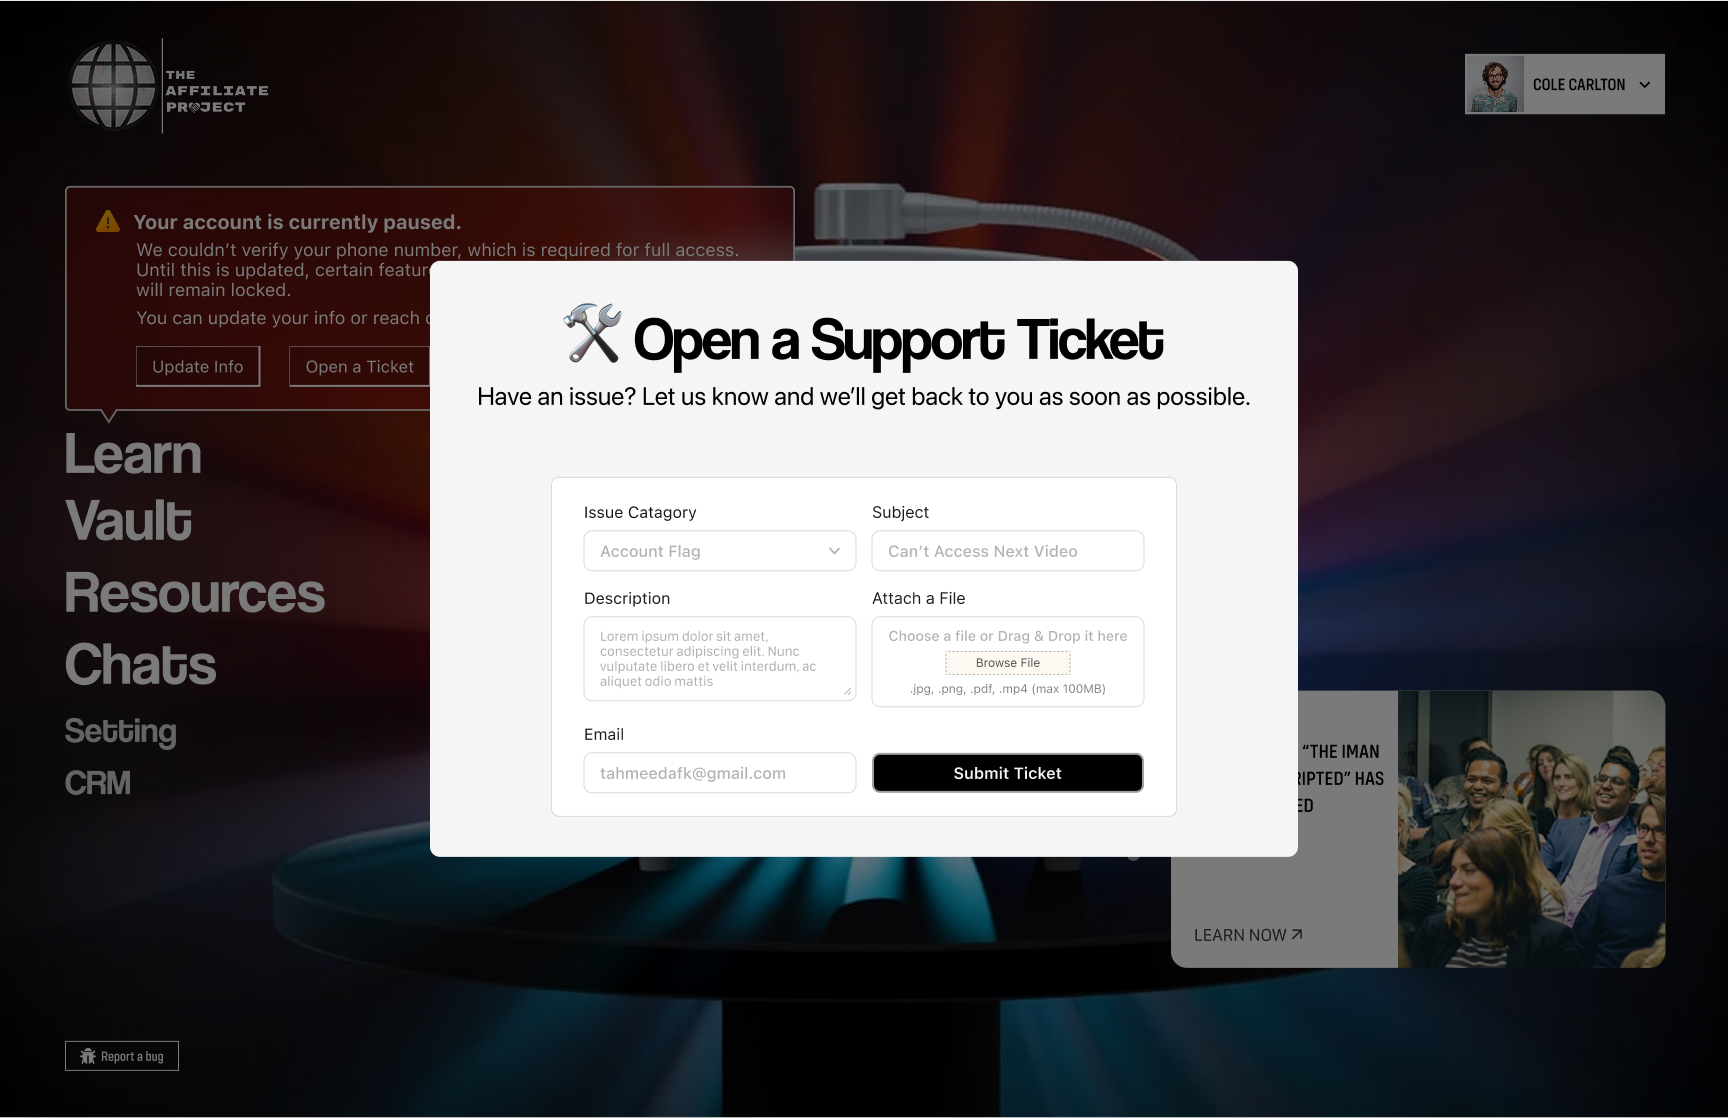 THE
AFFILIATE
PROJECT
COLE CARLTON
Your account is currently paused.
We couldn't verify your phone number, which is required for full access.
Until this is updated, certain featur
will remain locked.
You can update your info or reach
Update Info
Open a Ticket
Open a Support Ticket
Have an issue? Let us know and we'll get back to you as soon as possible.
Issue Catagory
Subject
Account Flag
Can't Access Next Video
Description
Attach a File
Lorem ipsum dolor sit amet,
consectetur adipiscing elit. Nunc
vulputate libero et velit interdum, ac
aliquet odio mattis
Choose a file or Drag & Drop it here
Browse File
.jpg, .png, .pdf, .mp4 (max 100MB)
Email
tahmeedafk@gmail.com
Submit Ticket
Learn
Vault
Resources
Chats
Setting
CRM
"THE IMAN
RIPTED" HAS
ED
LEARN NOW
Report a bug